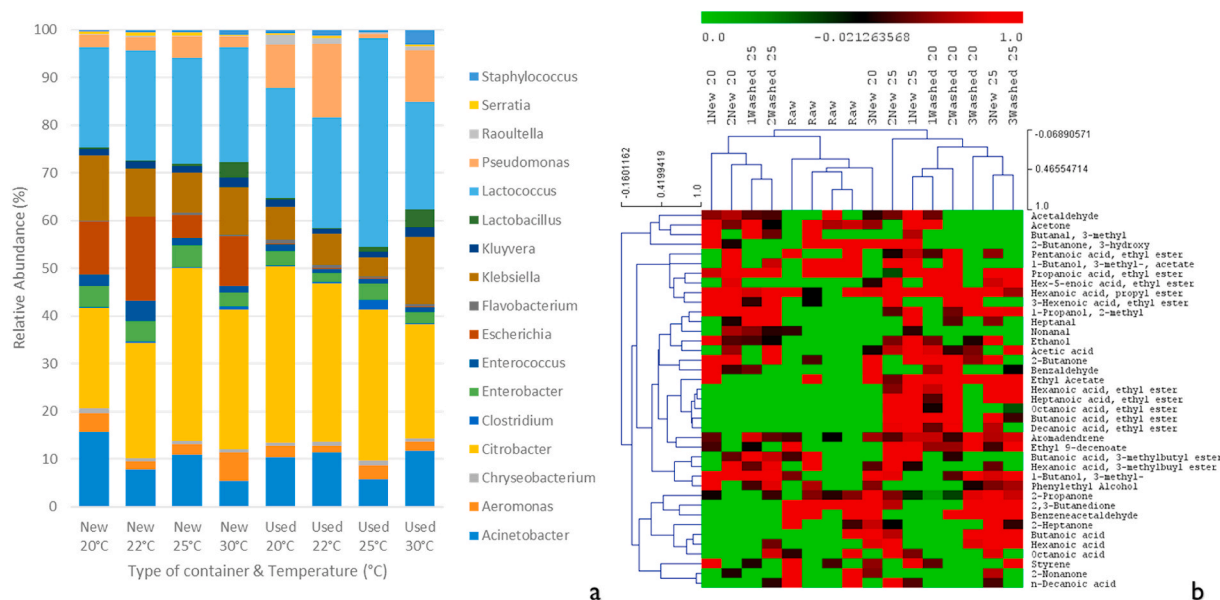 100
90
80
70
60
50
40
30
20
10
0
Relative Abundance (%)
New New New New Used Used Used Used
20°C 22°C 25°C 30°C 20°C 22°C 25°C 30°C
Type of container & Temperature (°C)
Staphylococcus
Serratia
Raoultella
Pseudomonas
Lactococcus
Lactobacillus
Kluyvera
Klebsiella
Flavobacterium
Escherichia
Enterococcus
Enterobacter
Clostridium
Citrobacter
Chryseobacterium
Aeromonas
Acinetobacter
a
0.0 -0.021263568 1.0
1New 20
2New 20
1Washed 25
2Washed 25
Raw
Raw
Raw
Raw
3New 20
2New 25
1New 25
1Washed 20
2Washed 20
3Washed 20
3New 25
3Washed 25
-0.06890571
0.46554714
1.0
-0.1601162
0.4199419
1.0
Acetaldehyde
Acetone
Butanal, 3-methyl
2-Butanone, 3-hydroxy
Pentanoic acid, ethyl ester
1-Butanol, 3-methyl-, acetate
Propanoic acid, ethyl ester
Hex-5-enoic acid, ethyl ester
Hexanoic acid, propyl ester
3-Hexenoic acid, ethyl ester
1-Propanol, 2-methyl
Heptanal
Nonanal
Ethanol
Acetic acid
2-Butanone
Benzaldehyde
Ethyl Acetate
Hexanoic acid, ethyl ester
Heptanoic acid, ethyl ester
Octanoic acid, ethyl ester
Butanoic acid, ethyl ester
Decanoic acid, ethyl ester
Aromadendrene
Ethyl 9-decenoate
Butanoic acid, 3-methylbutyl ester
Hexanoic acid, 3-methylbuyl ester
1-Butanol, 3-methyl-
Phenylethyl Alcohol
2-Propanone
2,3-Butanedione
Benzeneacetaldehyde
2-Heptanone
Butanoic acid
Hexanoic acid
Octanoic acid
Styrene
2-Nonanone
n-Decanoic acid
b